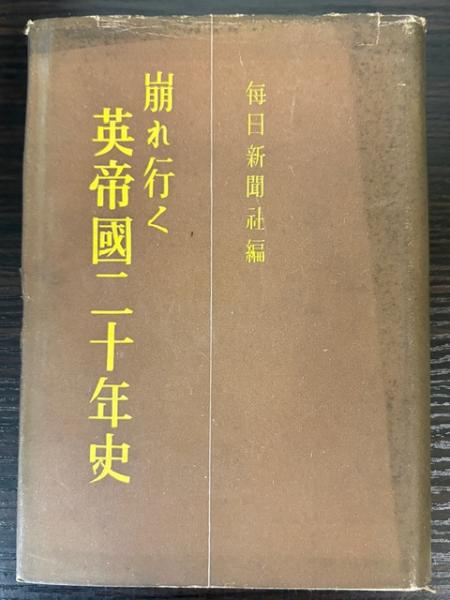 毎日新聞社編
崩れ行く
英帝國二十年史